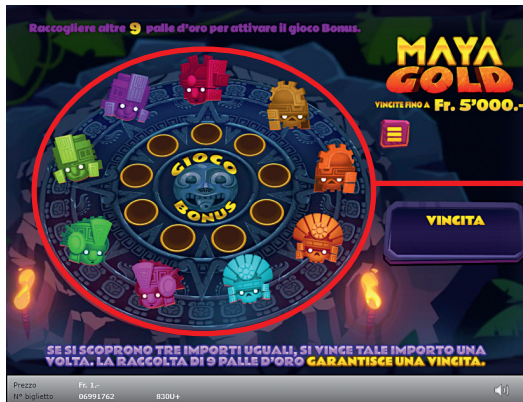 Raccogliere altre 9 palle d'oro per attivare il gioco Bonus.
MAYA
GOLD
VINCITE FINO A Fr. 5'000.-
GIOCO
BONUS
VINCITA
SE SI SCOPRONO TRE IMPORTI UGUALI, SI VINCE TALE IMPORTO UNA
VOLTA. LA RACCOLTA DI 9 PALLE D'ORO GARANTISCE UNA VINCITA.
Prezzo Fr. 1.-
N° biglietto 06991762 830U+